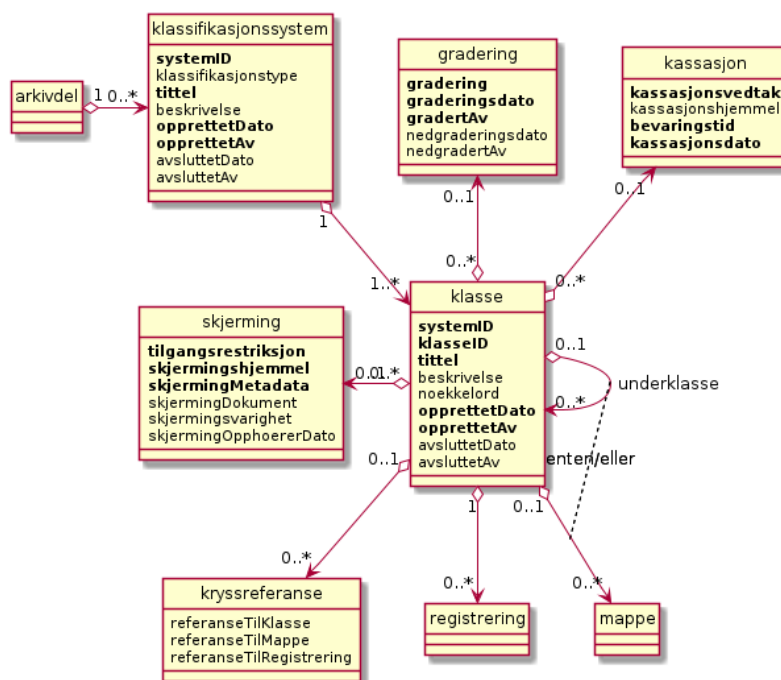 klassifikasjonssystem
systemID
klassifikasjonstype
tittel
beskrivelse
opprettetDato
opprettetAv
avsluttetDato
avsluttetAv
gradering
gradering
graderingsdato
gradertAv
nedgraderingsdato
nedgradertAv
kassasjon
kassasjonsvedtak
kassasjonshjemmel
bevaringstid
kassasjonsdato
arkivdel
1
0..*
1
1..*
0..1
0..*
0..1
0..*
klasse
systemID
klasseID
tittel
beskrivelse
noekkelord
opprettetDato
opprettetAv
avsluttetDato
avsluttetAv
skjerming
tilgangsrestriksjon
skjermingshjemmel
skjermingMetadata
skjermingDokument
skjermingsvarighet
skjermingOpphoererDato
0..1
0..*
0..1
0..*
underklasse
enten/eller
0..1
0..*
1
0..*
0..1
0..*
kryssreferanse
referanseTilKlasse
referanseTilMappe
referanseTilRegistrering
registrering
mappe